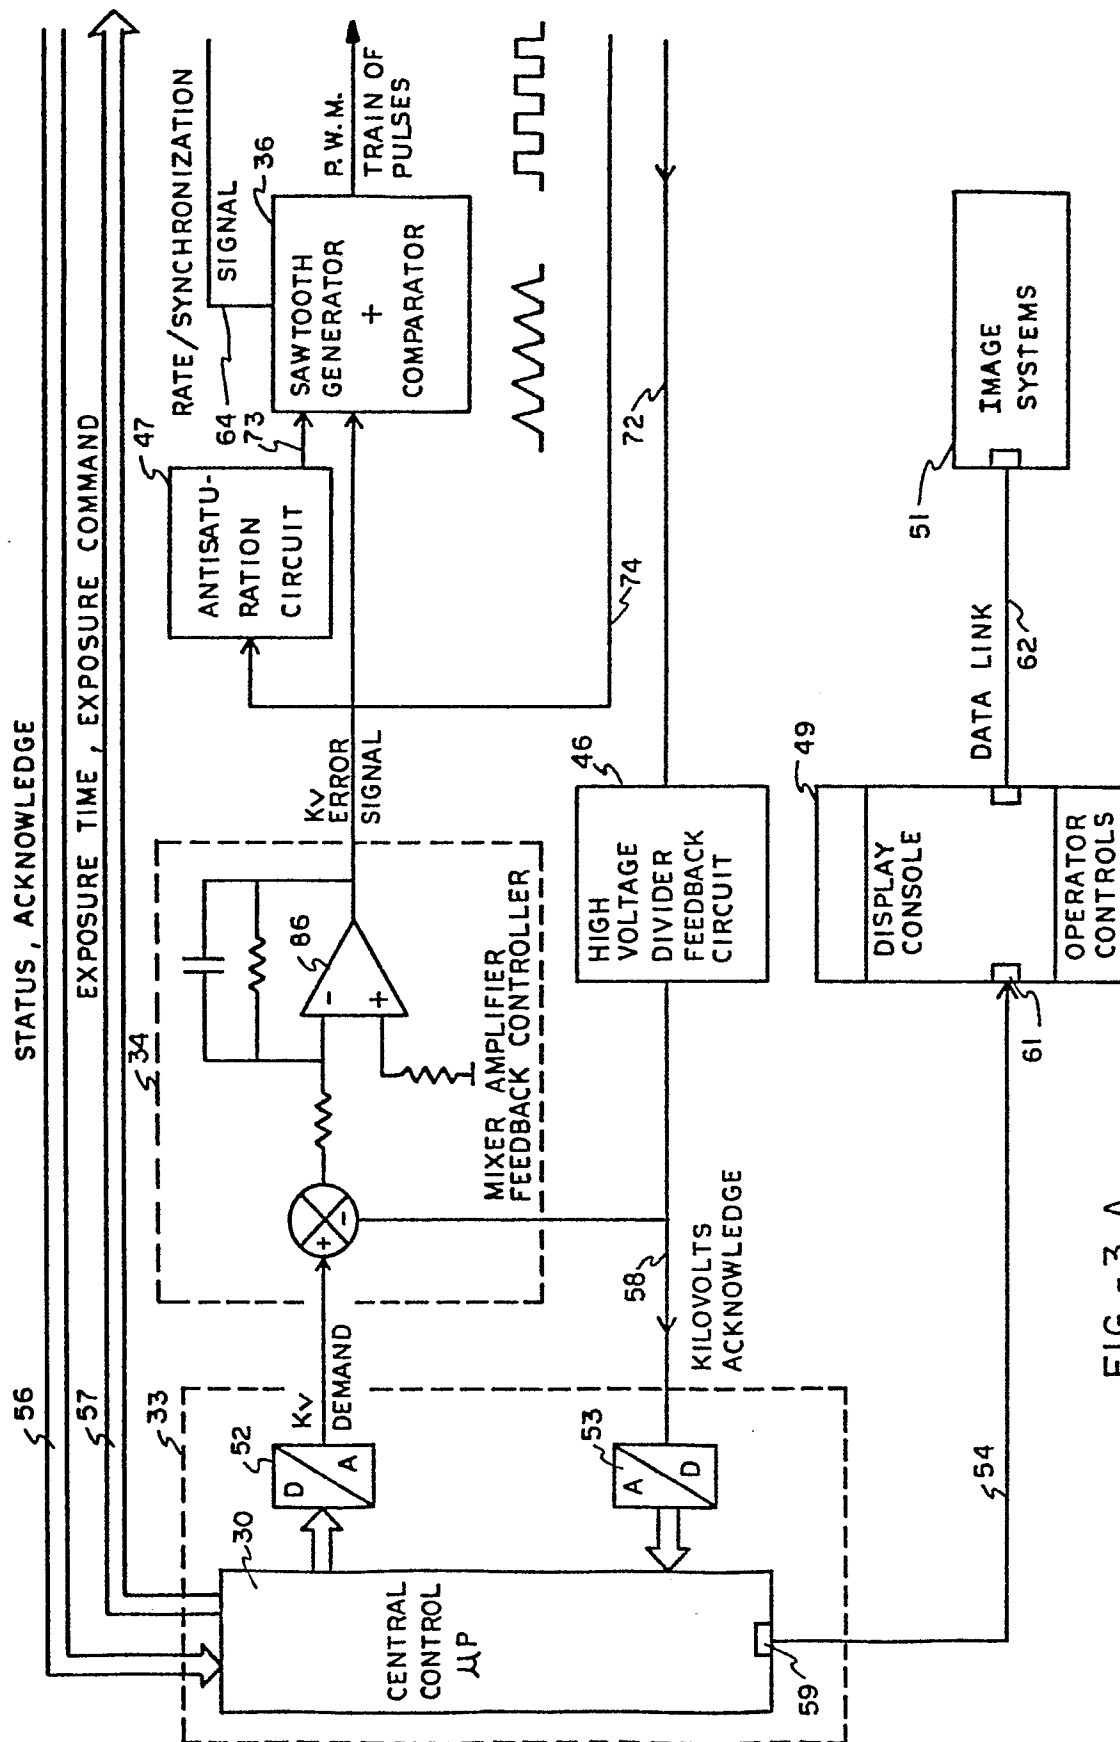 STATUS, ACKNOWLEDGE
56
EXPOSURE TIME, EXPOSURE COMMAND
57
33
30
CENTRAL
CONTROL
μP
59
D
A
52
Kv
DEMAND
A
D
53
34
+
-
86
-
+
MIXER AMPLIFIER
FEEDBACK CONTROLLER
Kv
ERROR
SIGNAL
47
ANTISATU-
RATION
CIRCUIT
73
64
RATE/SYNCHRONIZATION
SIGNAL
36
SAWTOOTH
GENERATOR
+
COMPARATOR
P.W.M.
TRAIN OF
PULSES
74
72
46
HIGH
VOLTAGE
DIVIDER
FEEDBACK
CIRCUIT
58
KILOVOLTS
ACKNOWLEDGE
54
61
49
DISPLAY
CONSOLE
OPERATOR
CONTROLS
DATA LINK
62
51
IMAGE
SYSTEMS
FIG-3A